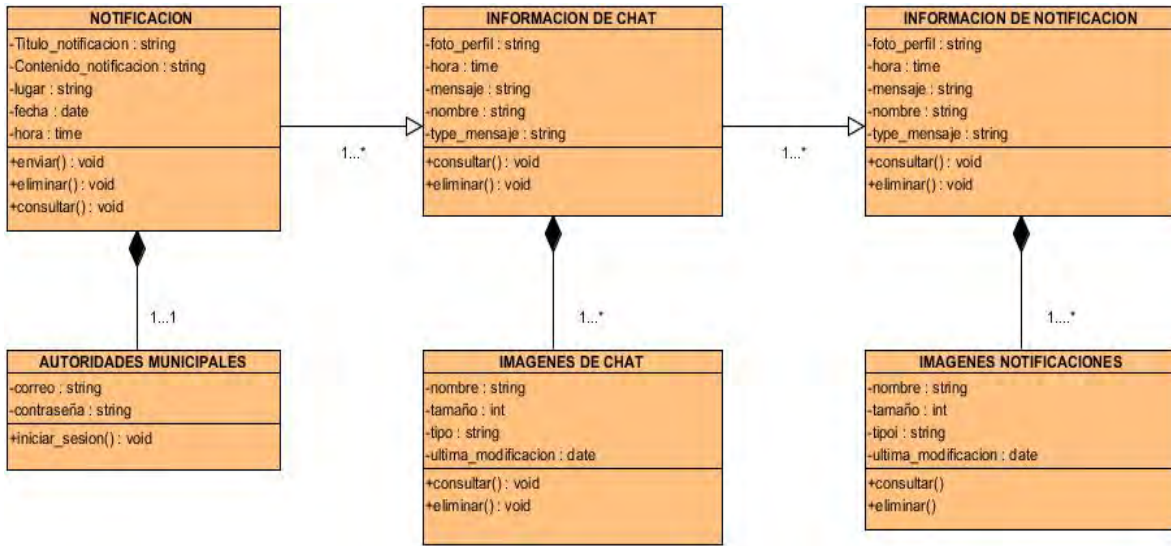 NOTIFICACION
-Titulo_notificacion : string
-Contenido_notificacion : string
-lugar : string
-fecha : date
-hora : time
+enviar() : void
+eliminar() : void
+consultar() : void
1...*
INFORMACION DE CHAT
-foto_perfil : string
-hora : time
-mensaje : string
-nombre : string
-type_mensaje : string
+consultar() : void
+eliminar() : void
1...*
INFORMACION DE NOTIFICACION
-foto_perfil : string
-hora : time
-mensaje : string
-nombre : string
-type_mensaje : string
+consultar() : void
+eliminar() : void
1...1
AUTORIDADES MUNICIPALES
-correo : string
-contraseña : string
+iniciar_sesion() : void
1...*
IMAGENES DE CHAT
-nombre : string
-tamaño : int
-tipo : string
-ultima_modificacion : date
+consultar() : void
+eliminar() : void
1....*
IMAGENES NOTIFICACIONES
-nombre : string
-tamaño : int
-tipoi : string
-ultima_modificacion : date
+consultar()
+eliminar()